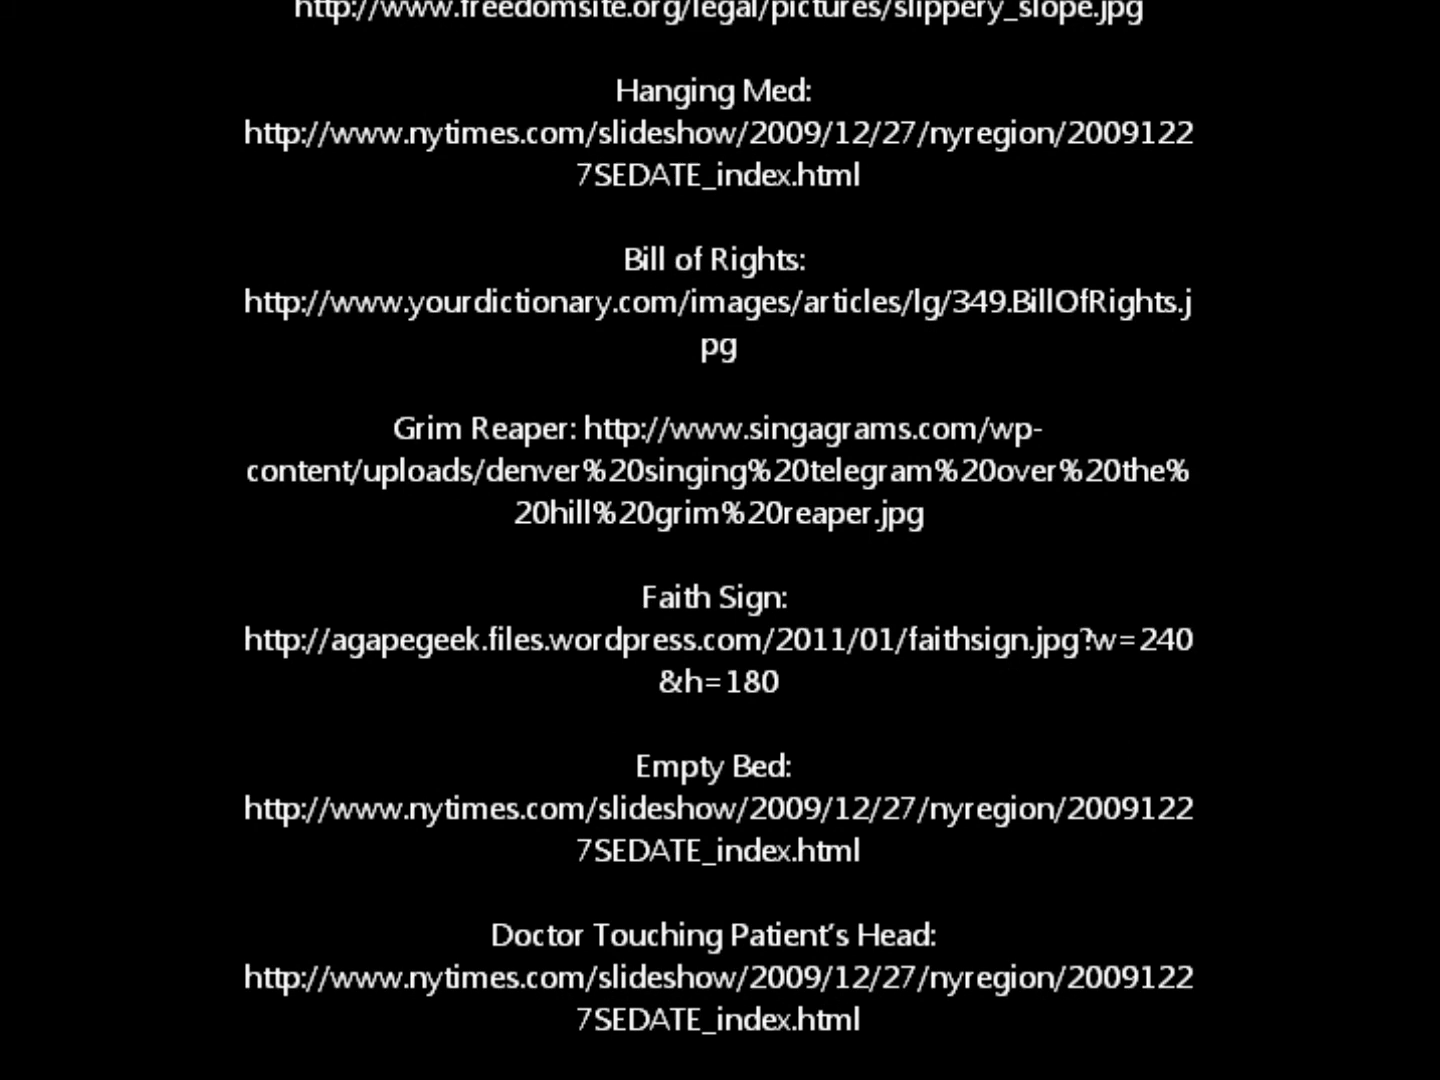 http://www.freedomsite.org/legal/pictures/slippery_slope.jpg
Hanging Med:
http://www.nytimes.com/slideshow/2009/12/27/nyregion/2009122
7SEDATE_index.html
Bill of Rights:
http://www.yourdictionary.com/images/articles/lg/349.BillOfRights.j
pg
Grim Reaper: http://www.singagrams.com/wp-
content/uploads/denver%20singing%20telegram%20over%20the%
20hill%20grim%20reaper.jpg
Faith Sign:
http://agapegeek.files.wordpress.com/2011/01/faithsign.jpg?w=240
&h=180
Empty Bed:
http://www.nytimes.com/slideshow/2009/12/27/nyregion/2009122
7SEDATE_index.html
Doctor Touching Patient’s Head:
http://www.nytimes.com/slideshow/2009/12/27/nyregion/2009122
7SEDATE_index.html